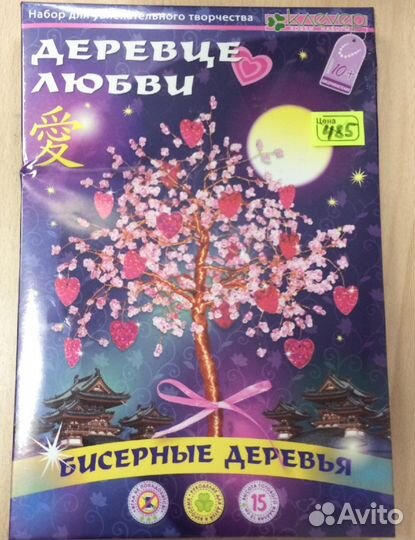 Набор для увлекательного творчества
КЛЕВЕР
ДЕРЕВЦЕ
ЛЮБВИ
10+
愛
Цена
485
БИСЕРНЫЕ ДЕРЕВЬЯ
15
Avito